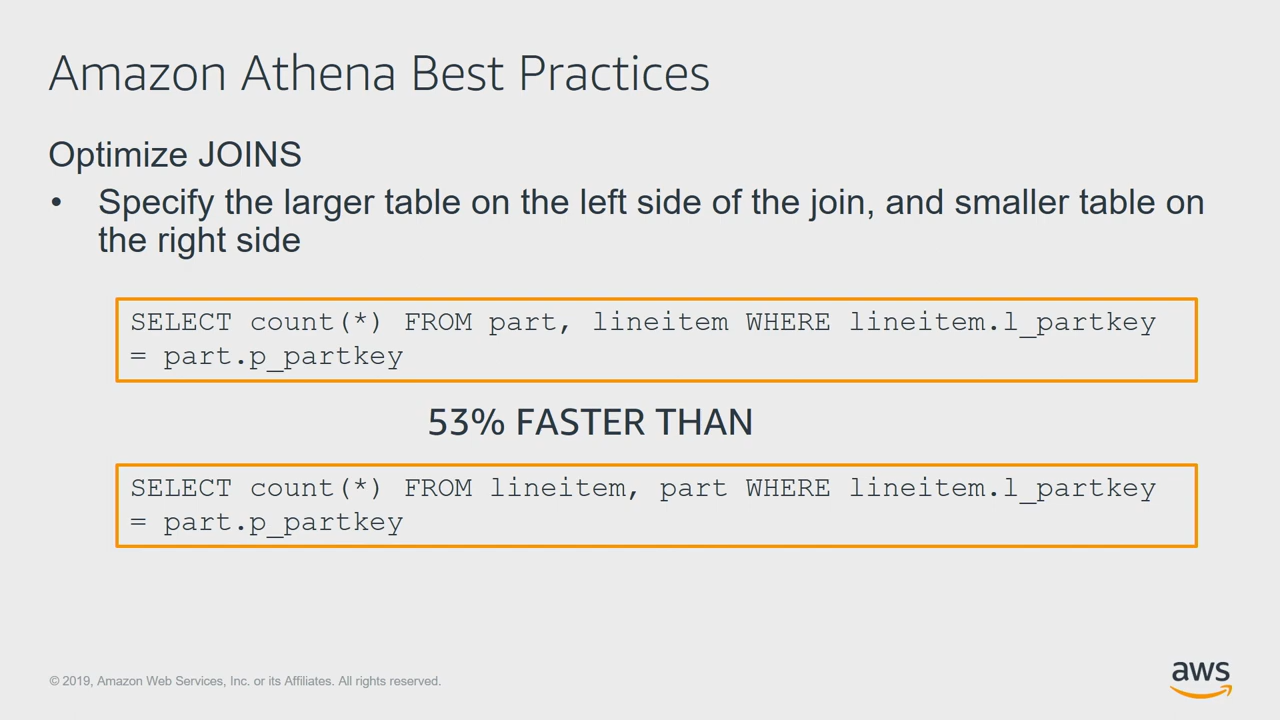 Amazon Athena Best Practices
Optimize JOINS
• Specify the larger table on the left side of the join, and smaller table on
the right side
SELECT count(*) FROM part, lineitem WHERE lineitem.l_partkey
= part.p_partkey
53% FASTER THAN
SELECT count(*) FROM lineitem, part WHERE lineitem.l_partkey
= part.p_partkey
© 2019, Amazon Web Services, Inc. or its Affiliates. All rights reserved.
aws